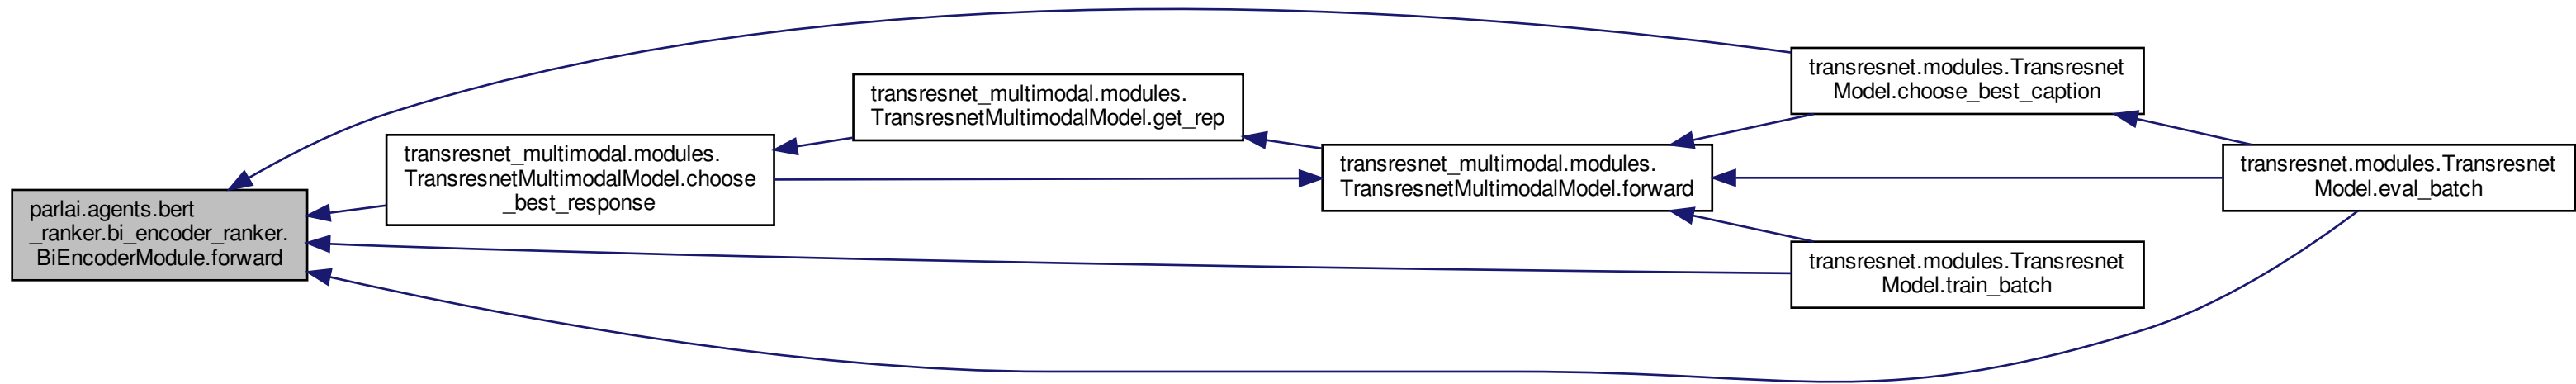 parlai.agents.bert
_ranker.bi_encoder_ranker.
BiEncoderModule.forward
transresnet_multimodal.modules.
TransresnetMultimodalModel.choose
_best_response
transresnet_multimodal.modules.
TransresnetMultimodalModel.get_rep
transresnet_multimodal.modules.
TransresnetMultimodalModel.forward
transresnet.modules.Transresnet
Model.choose_best_caption
transresnet.modules.Transresnet
Model.train_batch
transresnet.modules.Transresnet
Model.eval_batch